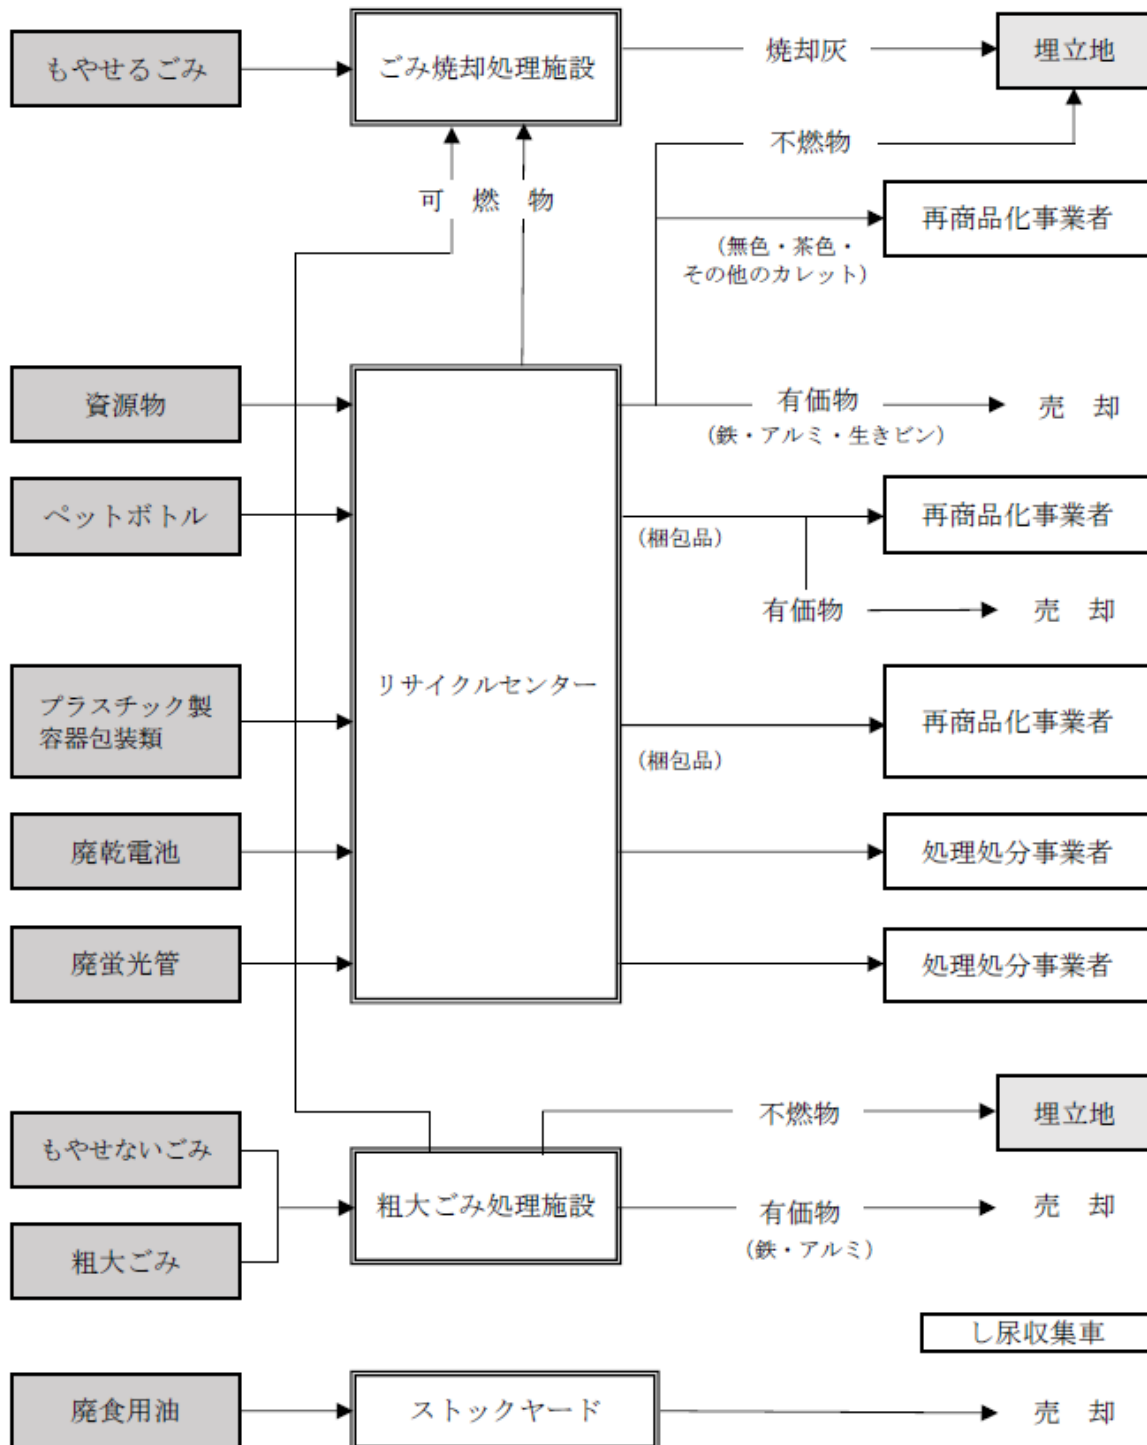 もやせるごみ
ごみ焼却処理施設
焼却灰
埋立地
不燃物
可 燃 物
再商品化事業者
（無色・茶色・
その他のカレット）
資源物
有価物
（鉄・アルミ・生きビン）
売 却
ペットボトル
再商品化事業者
（梱包品）
有価物
売 却
リサイクルセンター
プラスチック製
容器包装類
再商品化事業者
（梱包品）
廃乾電池
処理処分事業者
廃蛍光管
処理処分事業者
不燃物
埋立地
もやせないごみ
粗大ごみ処理施設
有価物
（鉄・アルミ）
売 却
粗大ごみ
し尿収集車
廃食用油
ストックヤード
売 却